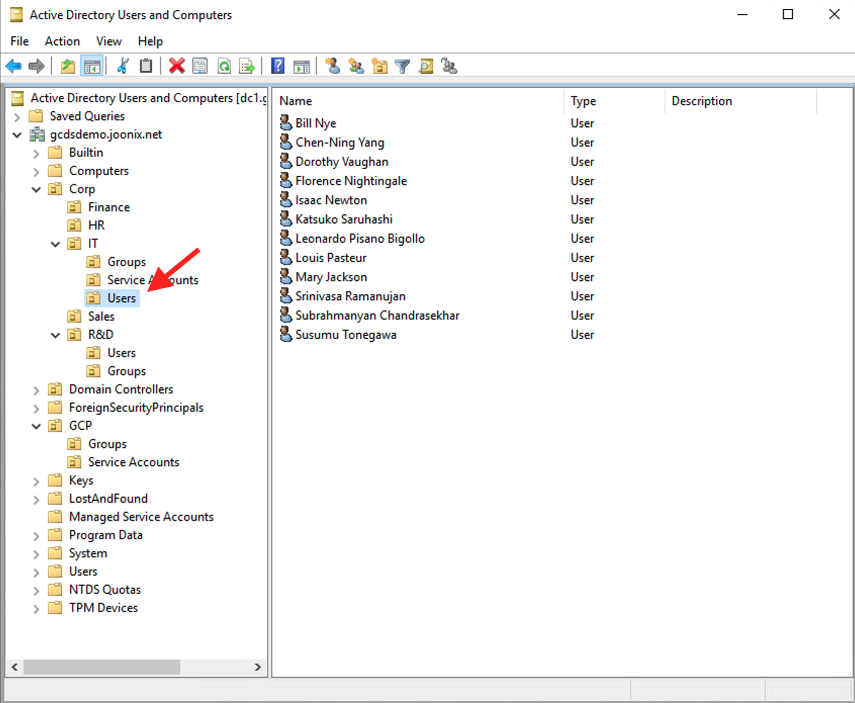 Active Directory Users and Computers
File Action View Help
Active Directory Users and Computers [dc1.g
Saved Queries
gcdsdemo.joonix.net
Builtin
Computers
Corp
Finance
HR
IT
Groups
Service Accounts
Users
Sales
R&D
Users
Groups
Domain Controllers
ForeignSecurityPrincipals
GCP
Groups
Service Accounts
Keys
LostAndFound
Managed Service Accounts
Program Data
System
Users
NTDS Quotas
TPM Devices
Name Type Description
Bill Nye User
Chen-Ning Yang User
Dorothy Vaughan User
Florence Nightingale User
Isaac Newton User
Katsuko Saruhashi User
Leonardo Pisano Bigollo User
Louis Pasteur User
Mary Jackson User
Srinivasa Ramanujan User
Subrahmanyan Chandrasekhar User
Susumu Tonegawa User